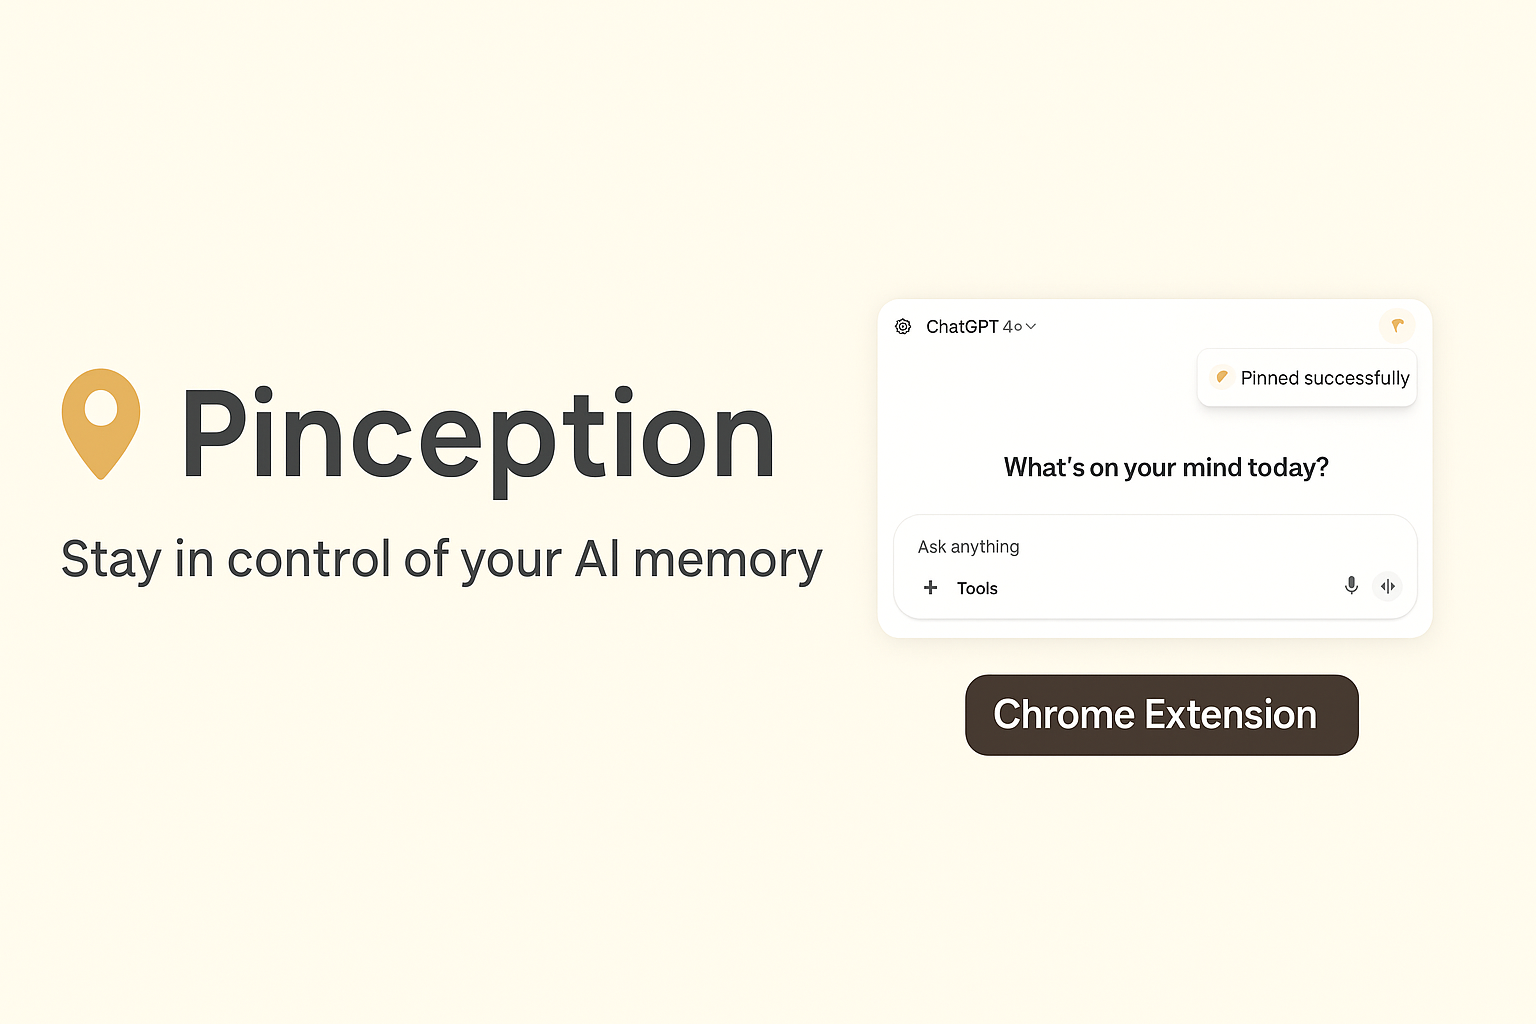 Pinception
Stay in control of your AI memory
ChatGPT 4o
Pinned successfully
What's on your mind today?
Ask anything
+ Tools
Chrome Extension